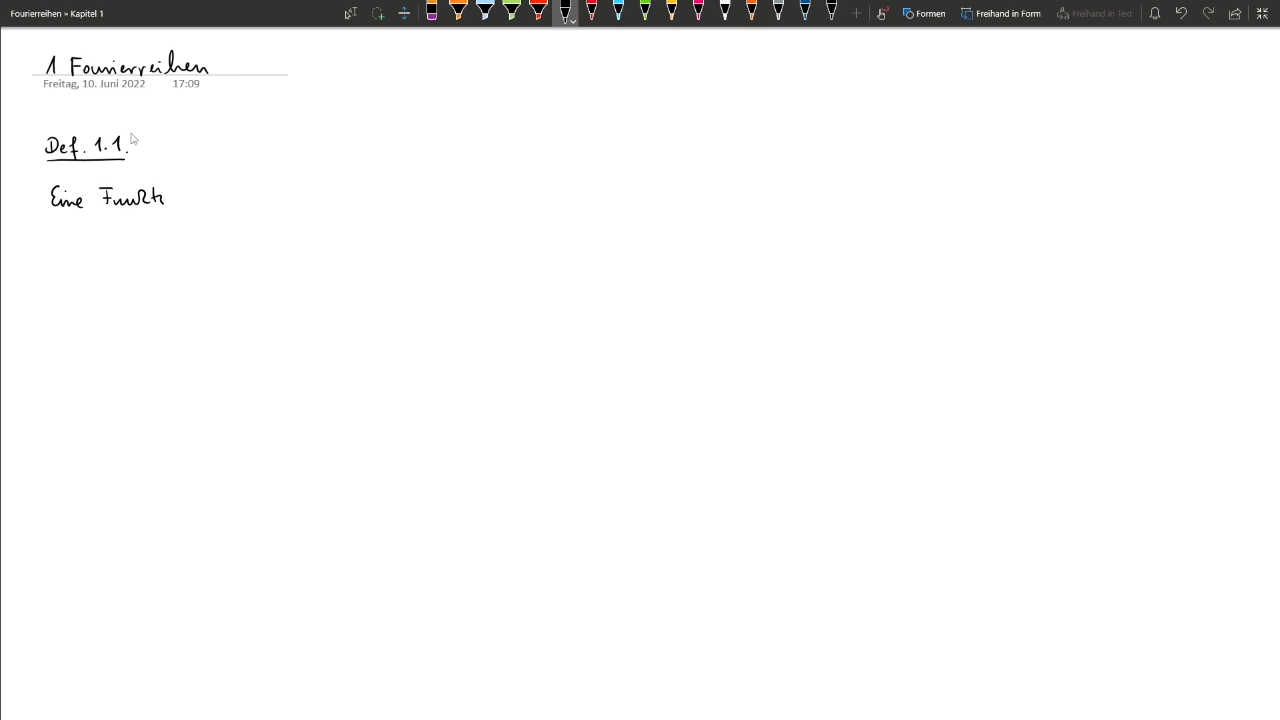 Fourierreihen » Kapitel 1
Formen
Freihand in Form
Freihand in Text
1 Fourierreihen
Freitag, 10. Juni 2022 17:09
Def. 1.1.
Eine Funkti